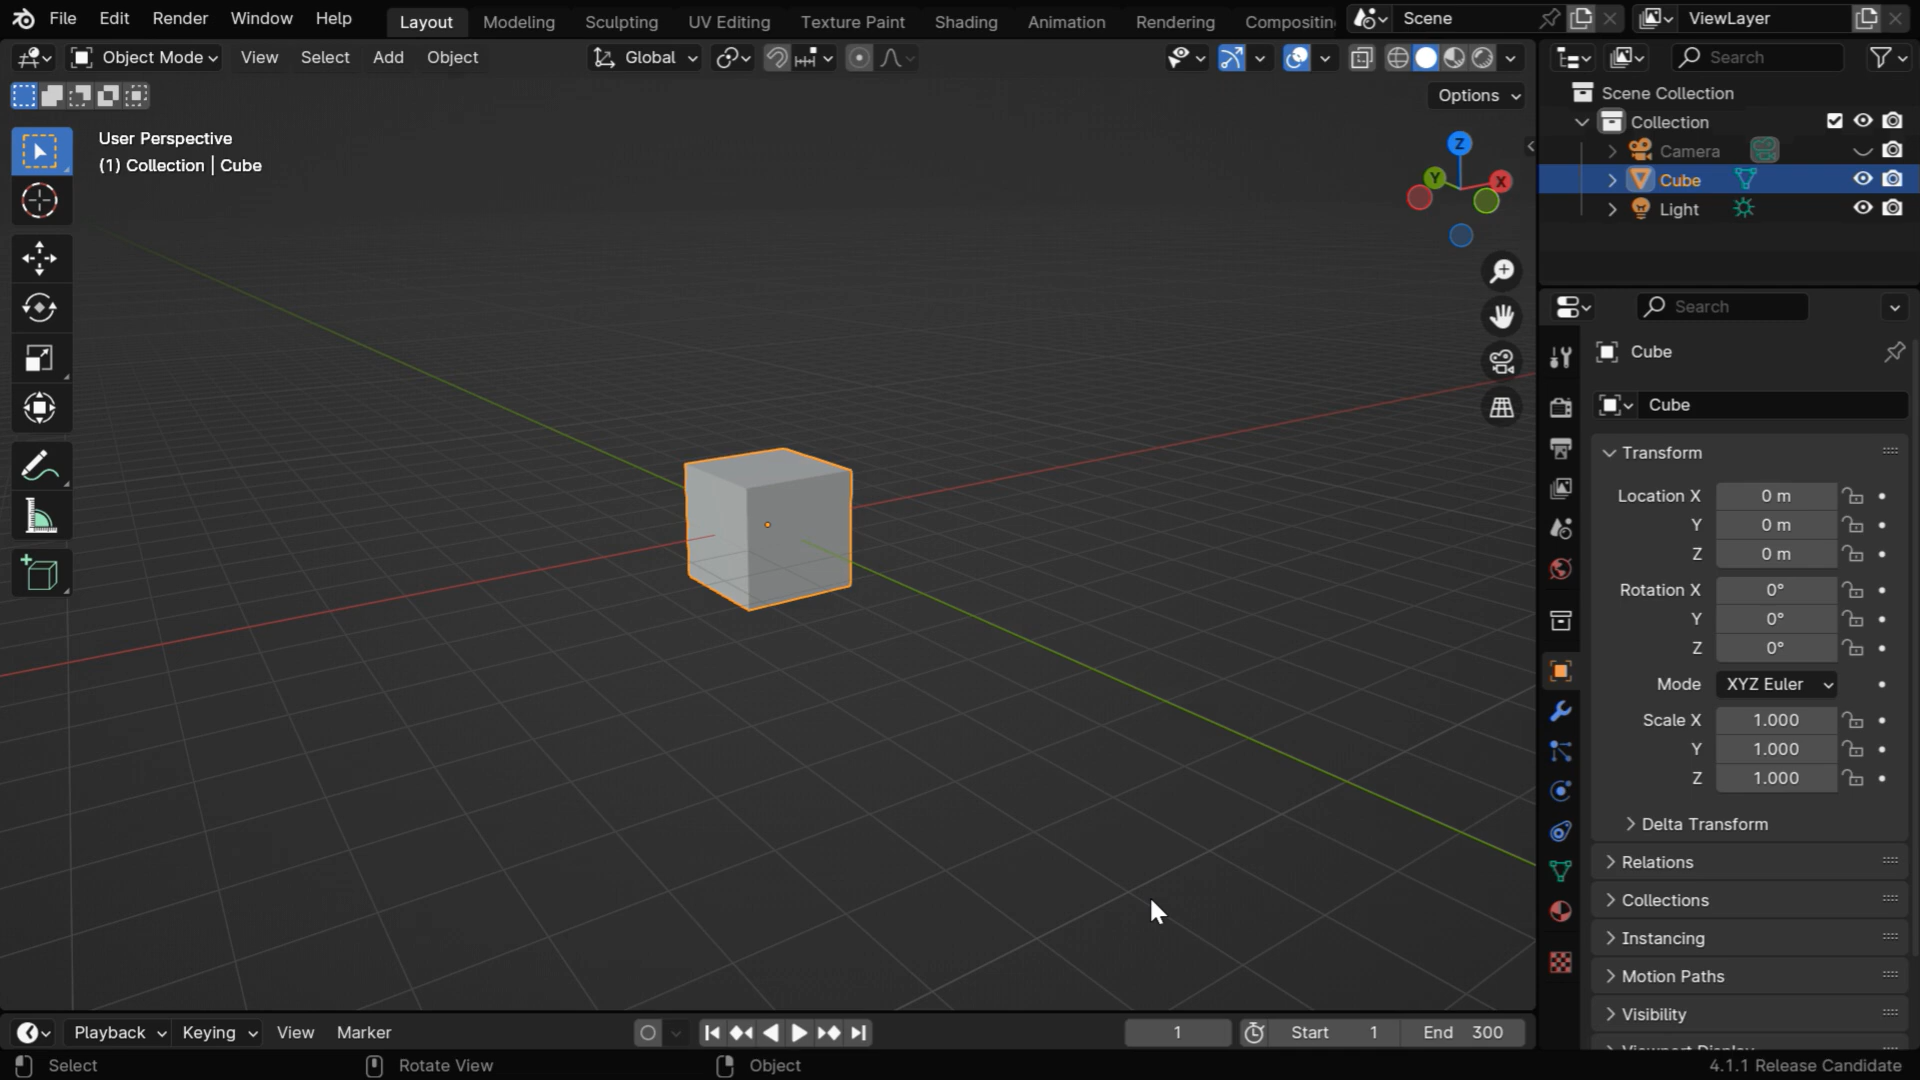 File Edit Render Window Help Layout Modeling Sculpting UV Editing Texture Paint Shading Animation Rendering Scene ViewLayer
Object Mode View Select Add Object Global Search
Options
User Perspective
(1) Collection | Cube
Z
Y X
Scene Collection
Collection
Camera
Cube
Light
Search
Cube
Cube
Transform
Location X 0 m
Y 0 m
Z 0 m
Rotation X 0°
Y 0°
Z 0°
Mode XYZ Euler
Scale X 1.000
Y 1.000
Z 1.000
Delta Transform
Relations
Collections
Instancing
Motion Paths
Visibility
Playback Keying View Marker 1 Start 1 End 300
Select Rotate View Object 4.1.1 Release Candidate